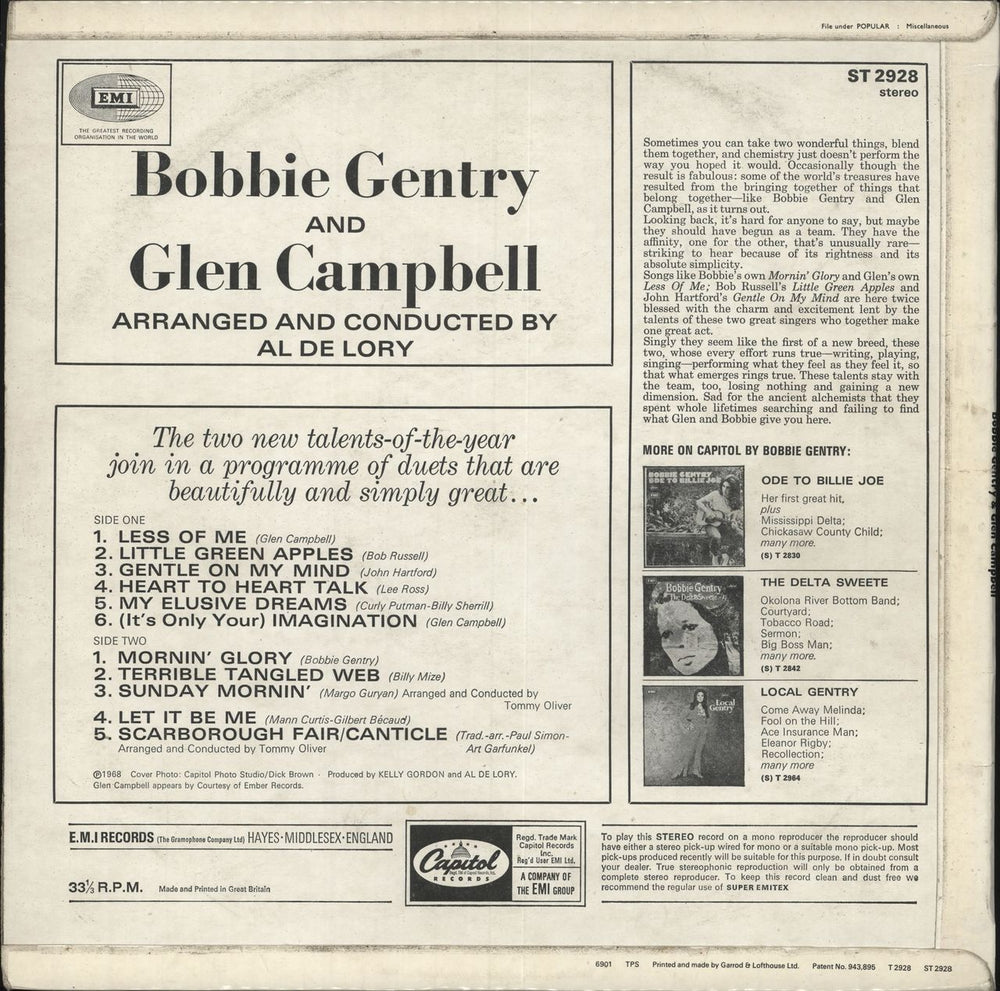 File under POPULAR : Miscellaneous
EMI
THE GREATEST RECORDING
ORGANISATION IN THE WORLD
Bobbie Gentry
AND
Glen Campbell
ARRANGED AND CONDUCTED BY
AL DE LORY
The two new talents-of-the-year
join in a programme of duets that are
beautifully and simply great...
SIDE ONE
1. LESS OF ME (Glen Campbell)
2. LITTLE GREEN APPLES (Bob Russell)
3. GENTLE ON MY MIND (John Hartford)
4. HEART TO HEART TALK (Lee Ross)
5. MY ELUSIVE DREAMS (Curly Putman-Billy Sherrill)
6. (It's Only Your) IMAGINATION (Glen Campbell)
SIDE TWO
1. MORNIN' GLORY (Bobbie Gentry)
2. TERRIBLE TANGLED WEB (Billy Mize)
3. SUNDAY MORNIN' (Margo Guryan) Arranged and Conducted by
Tommy Oliver
4. LET IT BE ME (Mann Curtis-Gilbert Bécaud)
5. SCARBOROUGH FAIR/CANTICLE (Trad.-arr.-Paul Simon-
Arranged and Conducted by Tommy Oliver Art Garfunkel)
℗1968 Cover Photo: Capitol Photo Studio/Dick Brown · Produced by KELLY GORDON and AL DE LORY.
Glen Campbell appears by Courtesy of Ember Records.
ST 2928
stereo
Sometimes you can take two wonderful things, blend
them together, and chemistry just doesn't perform the
way you hoped it would. Occasionally though the
result is fabulous: some of the world's treasures have
resulted from the bringing together of things that
belong together—like Bobbie Gentry and Glen
Campbell, as it turns out.
Looking back, it's hard for anyone to say, but maybe
they should have begun as a team. They have the
affinity, one for the other, that's unusually rare—
striking to hear because of its rightness and its
absolute simplicity.
Songs like Bobbie's own Mornin' Glory and Glen's own
Less Of Me; Bob Russell's Little Green Apples and
John Hartford's Gentle On My Mind are here twice
blessed with the charm and excitement lent by the
talents of these two great singers who together make
one great act.
Singly they seem like the first of a new breed, these
two, whose every effort runs true—writing, playing,
singing—performing what they feel as they feel it, so
that what emerges rings true. These talents stay with
the team, too, losing nothing and gaining a new
dimension. Sad for the ancient alchemists that they
spent whole lifetimes searching and failing to find
what Glen and Bobbie give you here.
MORE ON CAPITOL BY BOBBIE GENTRY:
BOBBIE GENTRY
ODE TO BILLIE JOE
ODE TO BILLIE JOE
Her first great hit,
plus
Mississippi Delta;
Chickasaw County Child;
many more.
(S) T 2830
Bobbie Gentry
The Delta Sweete
THE DELTA SWEETE
Okolona River Bottom Band;
Courtyard;
Tobacco Road;
Sermon;
Big Boss Man;
many more.
(S) T 2842
Local
Gentry
LOCAL GENTRY
Come Away Melinda;
Fool on the Hill;
Ace Insurance Man;
Eleanor Rigby;
Recollection;
many more
(S) T 2964
Bobbie Gentry & Glen Campbell
E.M.I RECORDS (The Gramophone Company Ltd) HAYES·MIDDLESEX·ENGLAND
33⅓ R.P.M. Made and Printed in Great Britain
Capitol
RECORDS
Regd. Trade Mark
Capitol Records
Inc.
Reg'd User EMI Ltd.
A COMPANY OF
THE EMI GROUP
To play this STEREO record on a mono reproducer the reproducer should
have either a stereo pick-up wired for mono or a suitable mono pick-up. Most
pick-ups produced recently will be suitable for this purpose. If in doubt consult
your dealer. True stereophonic reproduction will only be obtained from a
complete stereo reproducer. To keep this record clean and dust free we
recommend the regular use of SUPER EMITEX
6901 TPS Printed and made by Garrod & Lofthouse Ltd. Patent No. 943,895 T 2928 ST 2928